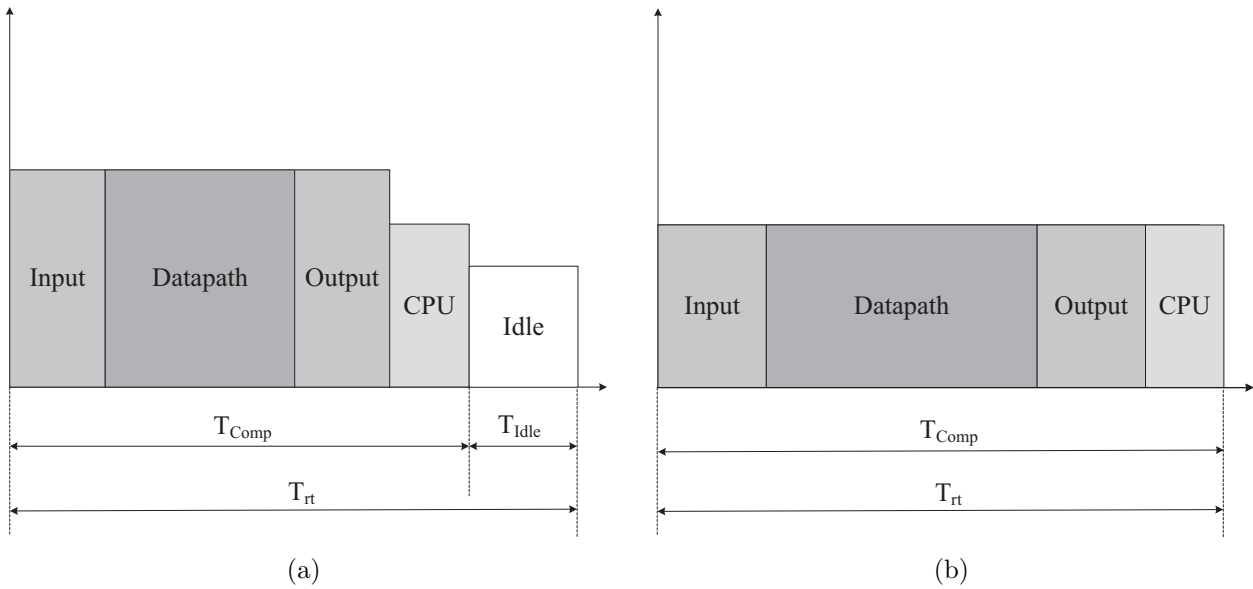 Input
Datapath
Output
CPU
Idle
T_Comp
T_Idle
T_rt
(a)
Input
Datapath
Output
CPU
T_Comp
T_rt
(b)